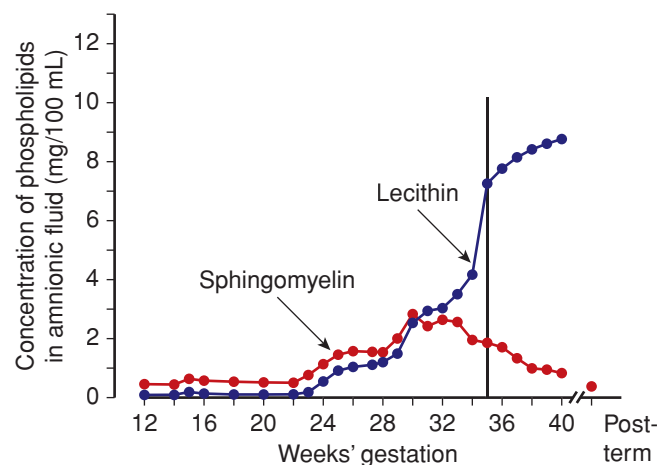 Concentration of phospholipids
in amnionic fluid (mg/100 mL)
12
10
8
6
4
2
0
Lecithin
Sphingomyelin
12 16 20 24 28 32 36 40 Post-
term
Weeks' gestation